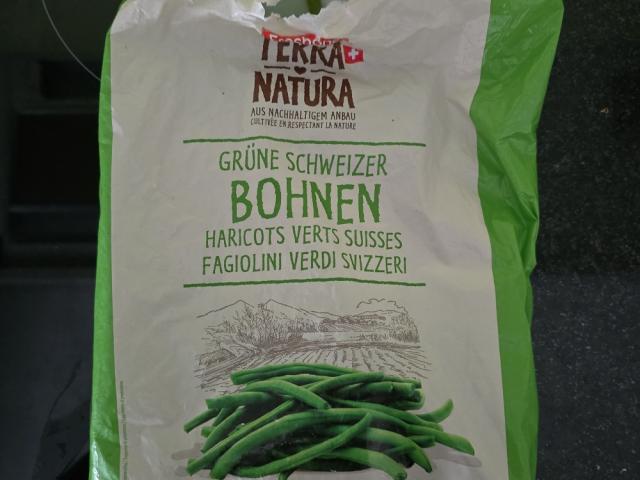 TERRA
NATURA
AUS NACHHALTIGEM ANBAU
CULTIVÉE EN RESPECTANT LA NATURE
GRÜNE SCHWEIZER
BOHNEN
HARICOTS VERTS SUISSES
FAGIOLINI VERDI SVIZZERI